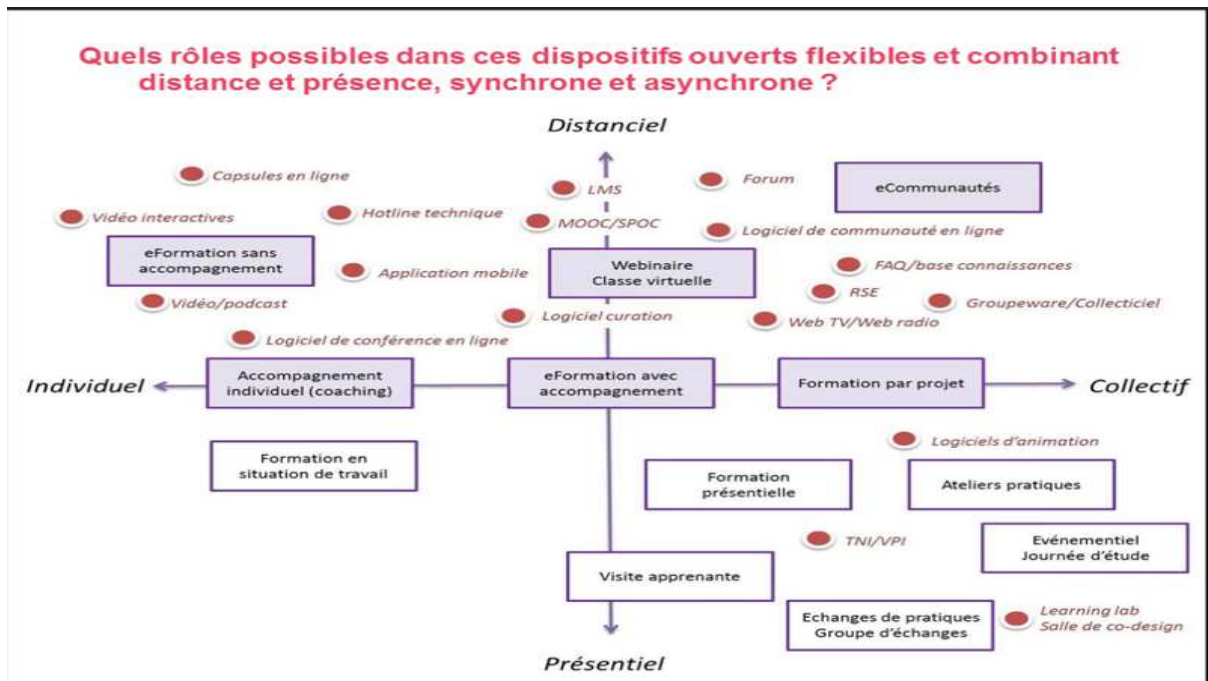 Quels rôles possibles dans ces dispositifs ouverts flexibles et combinant
distance et présence, synchrone et asynchrone ?
Distanciel
Capsules en ligne
LMS
Forum
eCommunautés
Vidéo interactives
Hotline technique
MOOC/SPOC
Logiciel de communauté en ligne
eFormation sans
accompagnement
Application mobile
Webinaire
Classe virtuelle
FAQ/base connaissances
RSE
Groupeware/Collecticiel
Vidéo/podcast
Logiciel curation
Web TV/Web radio
Logiciel de conférence en ligne
Individuel
Accompagnement
individuel (coaching)
eFormation avec
accompagnement
Formation par projet
Collectif
Logiciels d'animation
Formation en
situation de travail
Formation
présentielle
Ateliers pratiques
TNI/VPI
Evénementiel
Journée d'étude
Visite apprenante
Echanges de pratiques
Groupe d'échanges
Learning lab
Salle de co-design
Présentiel